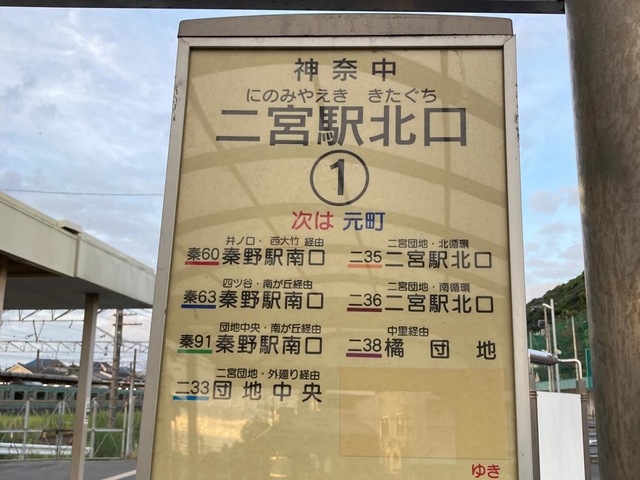 神奈中
にのみやえき きたぐち
二宮駅北口
①
次は 元町
井ノ口・西大竹 経由
秦60 秦野駅南口
四ツ谷・南が丘経由
秦63 秦野駅南口
団地中央・南が丘経由
秦91 秦野駅南口
二宮団地・外廻り経由
二33 団地中央
二宮団地・北循環
二35 二宮駅北口
二宮団地・南循環
二36 二宮駅北口
中里経由
二38 橘団地
ゆき